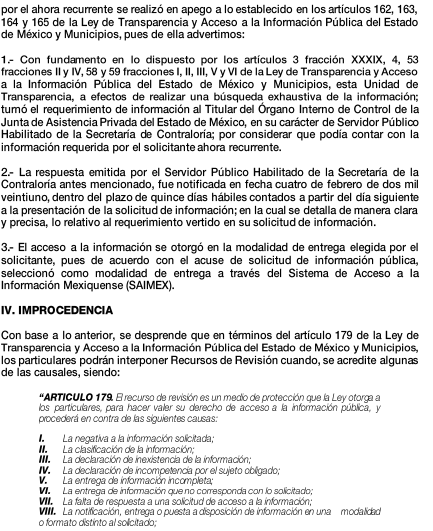 por el ahora recurrente se realizó en apego a lo establecido en los artículos 162, 163,
164 y 165 de la Ley de Transparencia y Acceso a la Información Pública del Estado
de México y Municipios, pues de ella advertimos:
1.- Con fundamento en lo dispuesto por los artículos 3 fracción XXXIX, 4, 53
fracciones II y IV, 58 y 59 fracciones I, II, III, V y VI de la Ley de Transparencia y Acceso
a la Información Pública del Estado de México y Municipios, esta Unidad de
Transparencia, a efectos de realizar una búsqueda exhaustiva de la información;
turnó el requerimiento de información al Titular del Órgano Interno de Control de la
Junta de Asistencia Privada del Estado de México, en su carácter de Servidor Público
Habilitado de la Secretaría de Contraloría; por considerar que podía contar con la
información requerida por el solicitante ahora recurrente.
2.- La respuesta emitida por el Servidor Público Habilitado de la Secretaría de la
Contraloría antes mencionado, fue notificada en fecha cuatro de febrero de dos mil
veintiuno, dentro del plazo de quince días hábiles contados a partir del día siguiente
a la presentación de la solicitud de información; en la cual se detalla de manera clara
y precisa, lo relativo al requerimiento vertido en su solicitud de información.
3.- El acceso a la información se otorgó en la modalidad de entrega elegida por el
solicitante, pues de acuerdo con el acuse de solicitud de información pública,
seleccionó como modalidad de entrega a través del Sistema de Acceso a la
Información Mexiquense (SAIMEX).
IV. IMPROCEDENCIA
Con base a lo anterior, se desprende que en términos del artículo 179 de la Ley de
Transparencia y Acceso a la Información Pública del Estado de México y Municipios,
los particulares podrán interponer Recursos de Revisión cuando, se acredite algunas
de las causales, siendo:
“ARTICULO 179. El recurso de revisión es un medio de protección que la Ley otorga a
los particulares, para hacer valer su derecho de acceso a la información pública, y
procederá en contra de las siguientes causas:
I. La negativa a la información solicitada;
II. La clasificación de la información;
III. La declaración de inexistencia de la información;
IV. La declaración de incompetencia por el sujeto obligado;
V. La entrega de información incompleta;
VI. La entrega de información que no corresponda con lo solicitado;
VII. La falta de respuesta a una solicitud de acceso a la información;
VIII. La notificación, entrega o puesta a disposición de información en una modalidad
o formato distinto al solicitado;